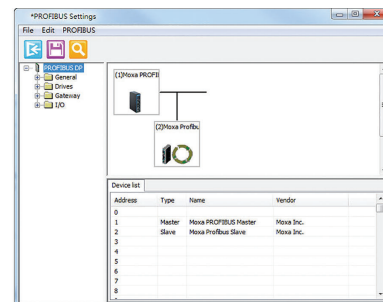 *PROFIBUS Settings
File Edit PROFIBUS
PROFIBUS DP
General
Drives
Gateway
I/O
(1)Moxa PROFI
(2)Moxa Profibu
Device list
Address Type Name Vendor
0
1 Master Moxa PROFIBUS Master Moxa Inc.
2 Slave Moxa Profibus Slave Moxa Inc.
3
4
5
6
7
8